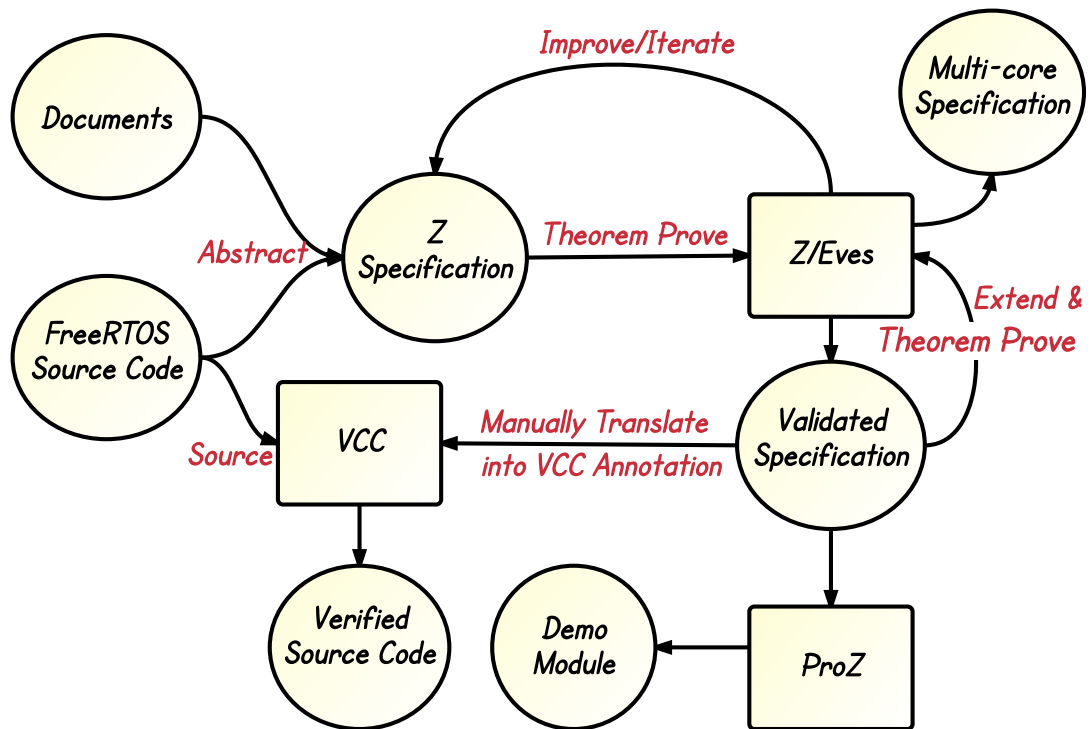 Improve/Iterate
Multi-core
Specification
Documents
Z
Specification
Theorem Prove
Z/Eves
Abstract
Extend &
Theorem Prove
FreeRTOS
Source Code
Source
VCC
Manually Translate
into VCC Annotation
Validated
Specification
Verified
Source Code
Demo
Module
ProZ